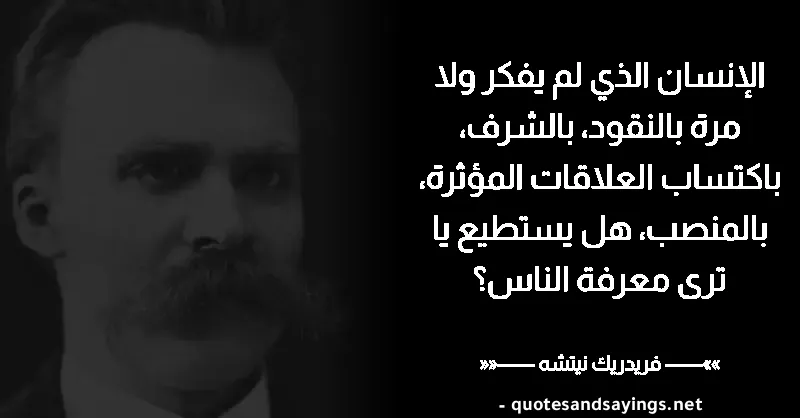 الإنسان الذي لم يفكر ولا
مرة بالنقود، بالشرف،
باكتساب العلاقات المؤثرة،
بالمنصب، هل يستطيع يا
ترى معرفة الناس؟
»»——— فريدريك نيتشه ———««
- quotesandsayings.net